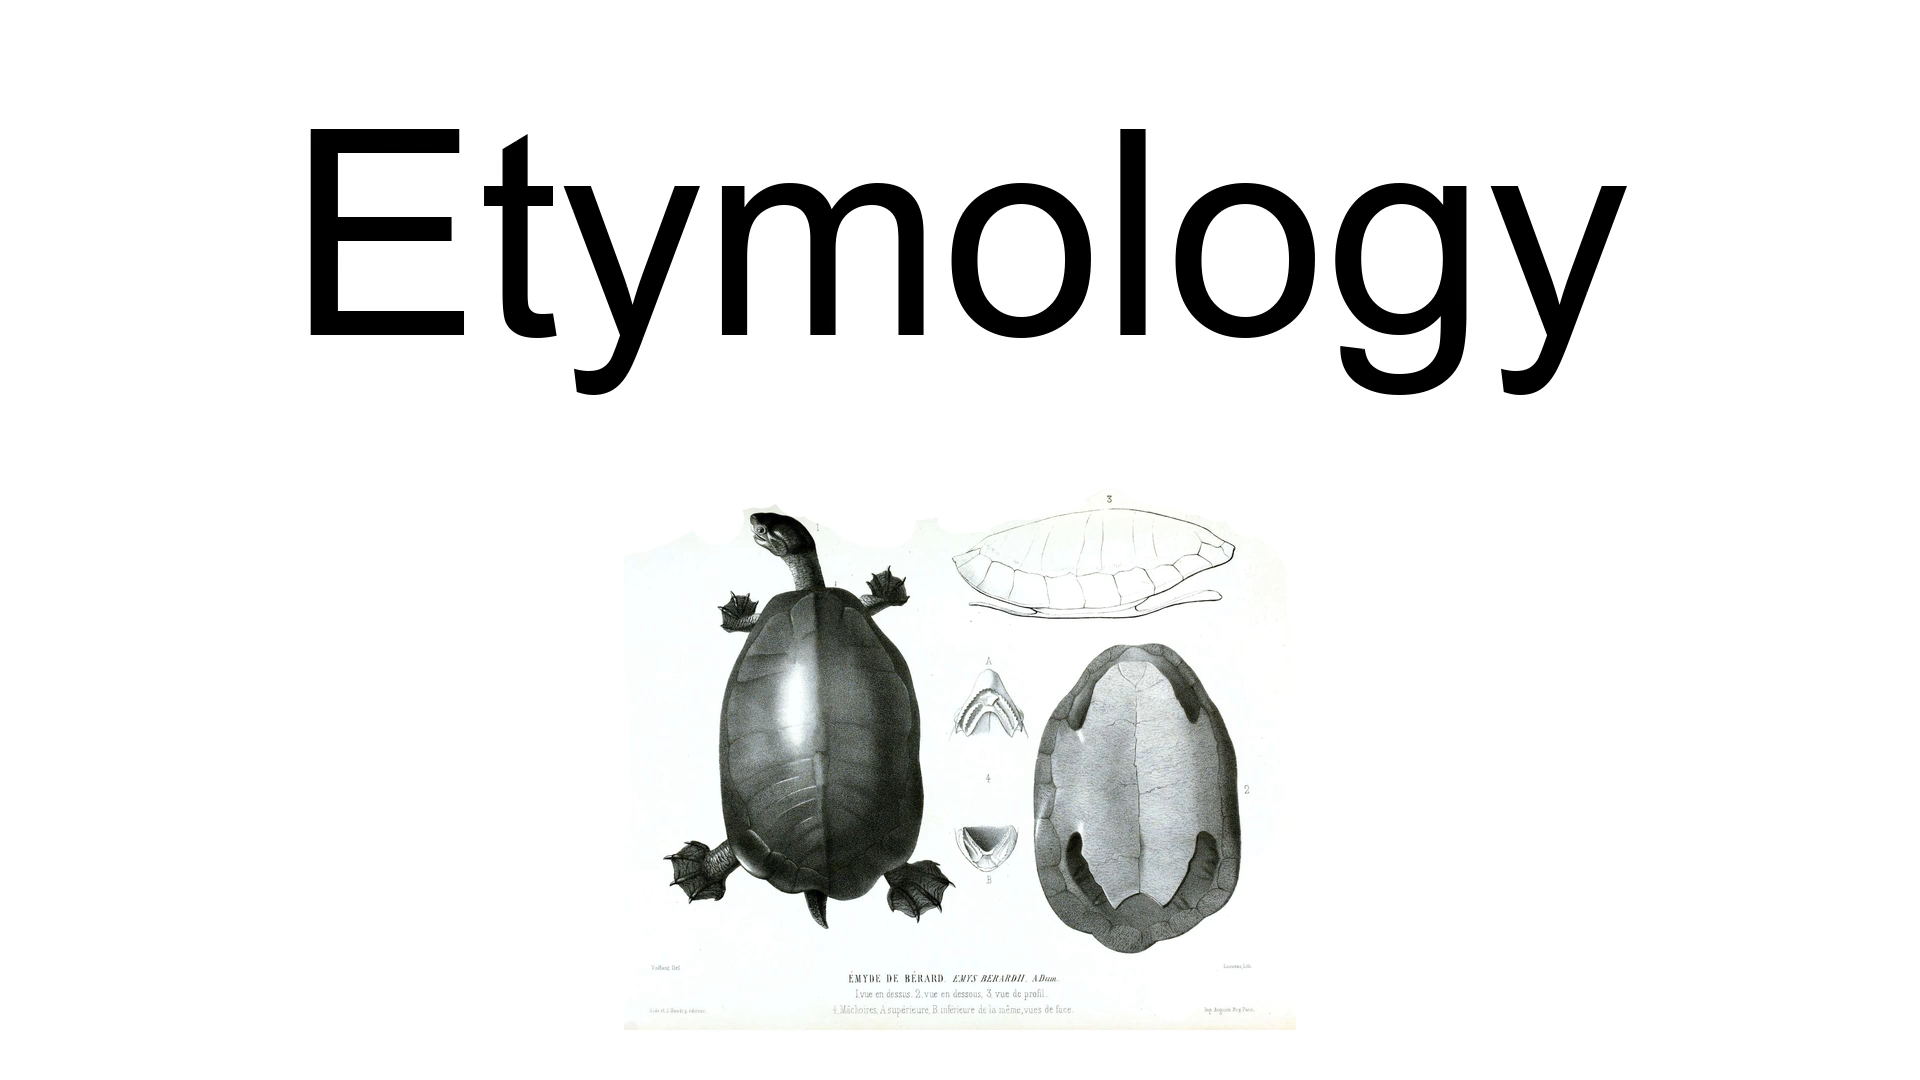 Etymology
3
1
A
4
2
B
ÉMYDE DE BÉRARD. EMYS BERARDII. A.Dum.
1, vue en dessus, 2, vue en dessous, 3, vue de profil.
4, Mâchoires, A supérieure, B, inférieure de la même, vues de face.